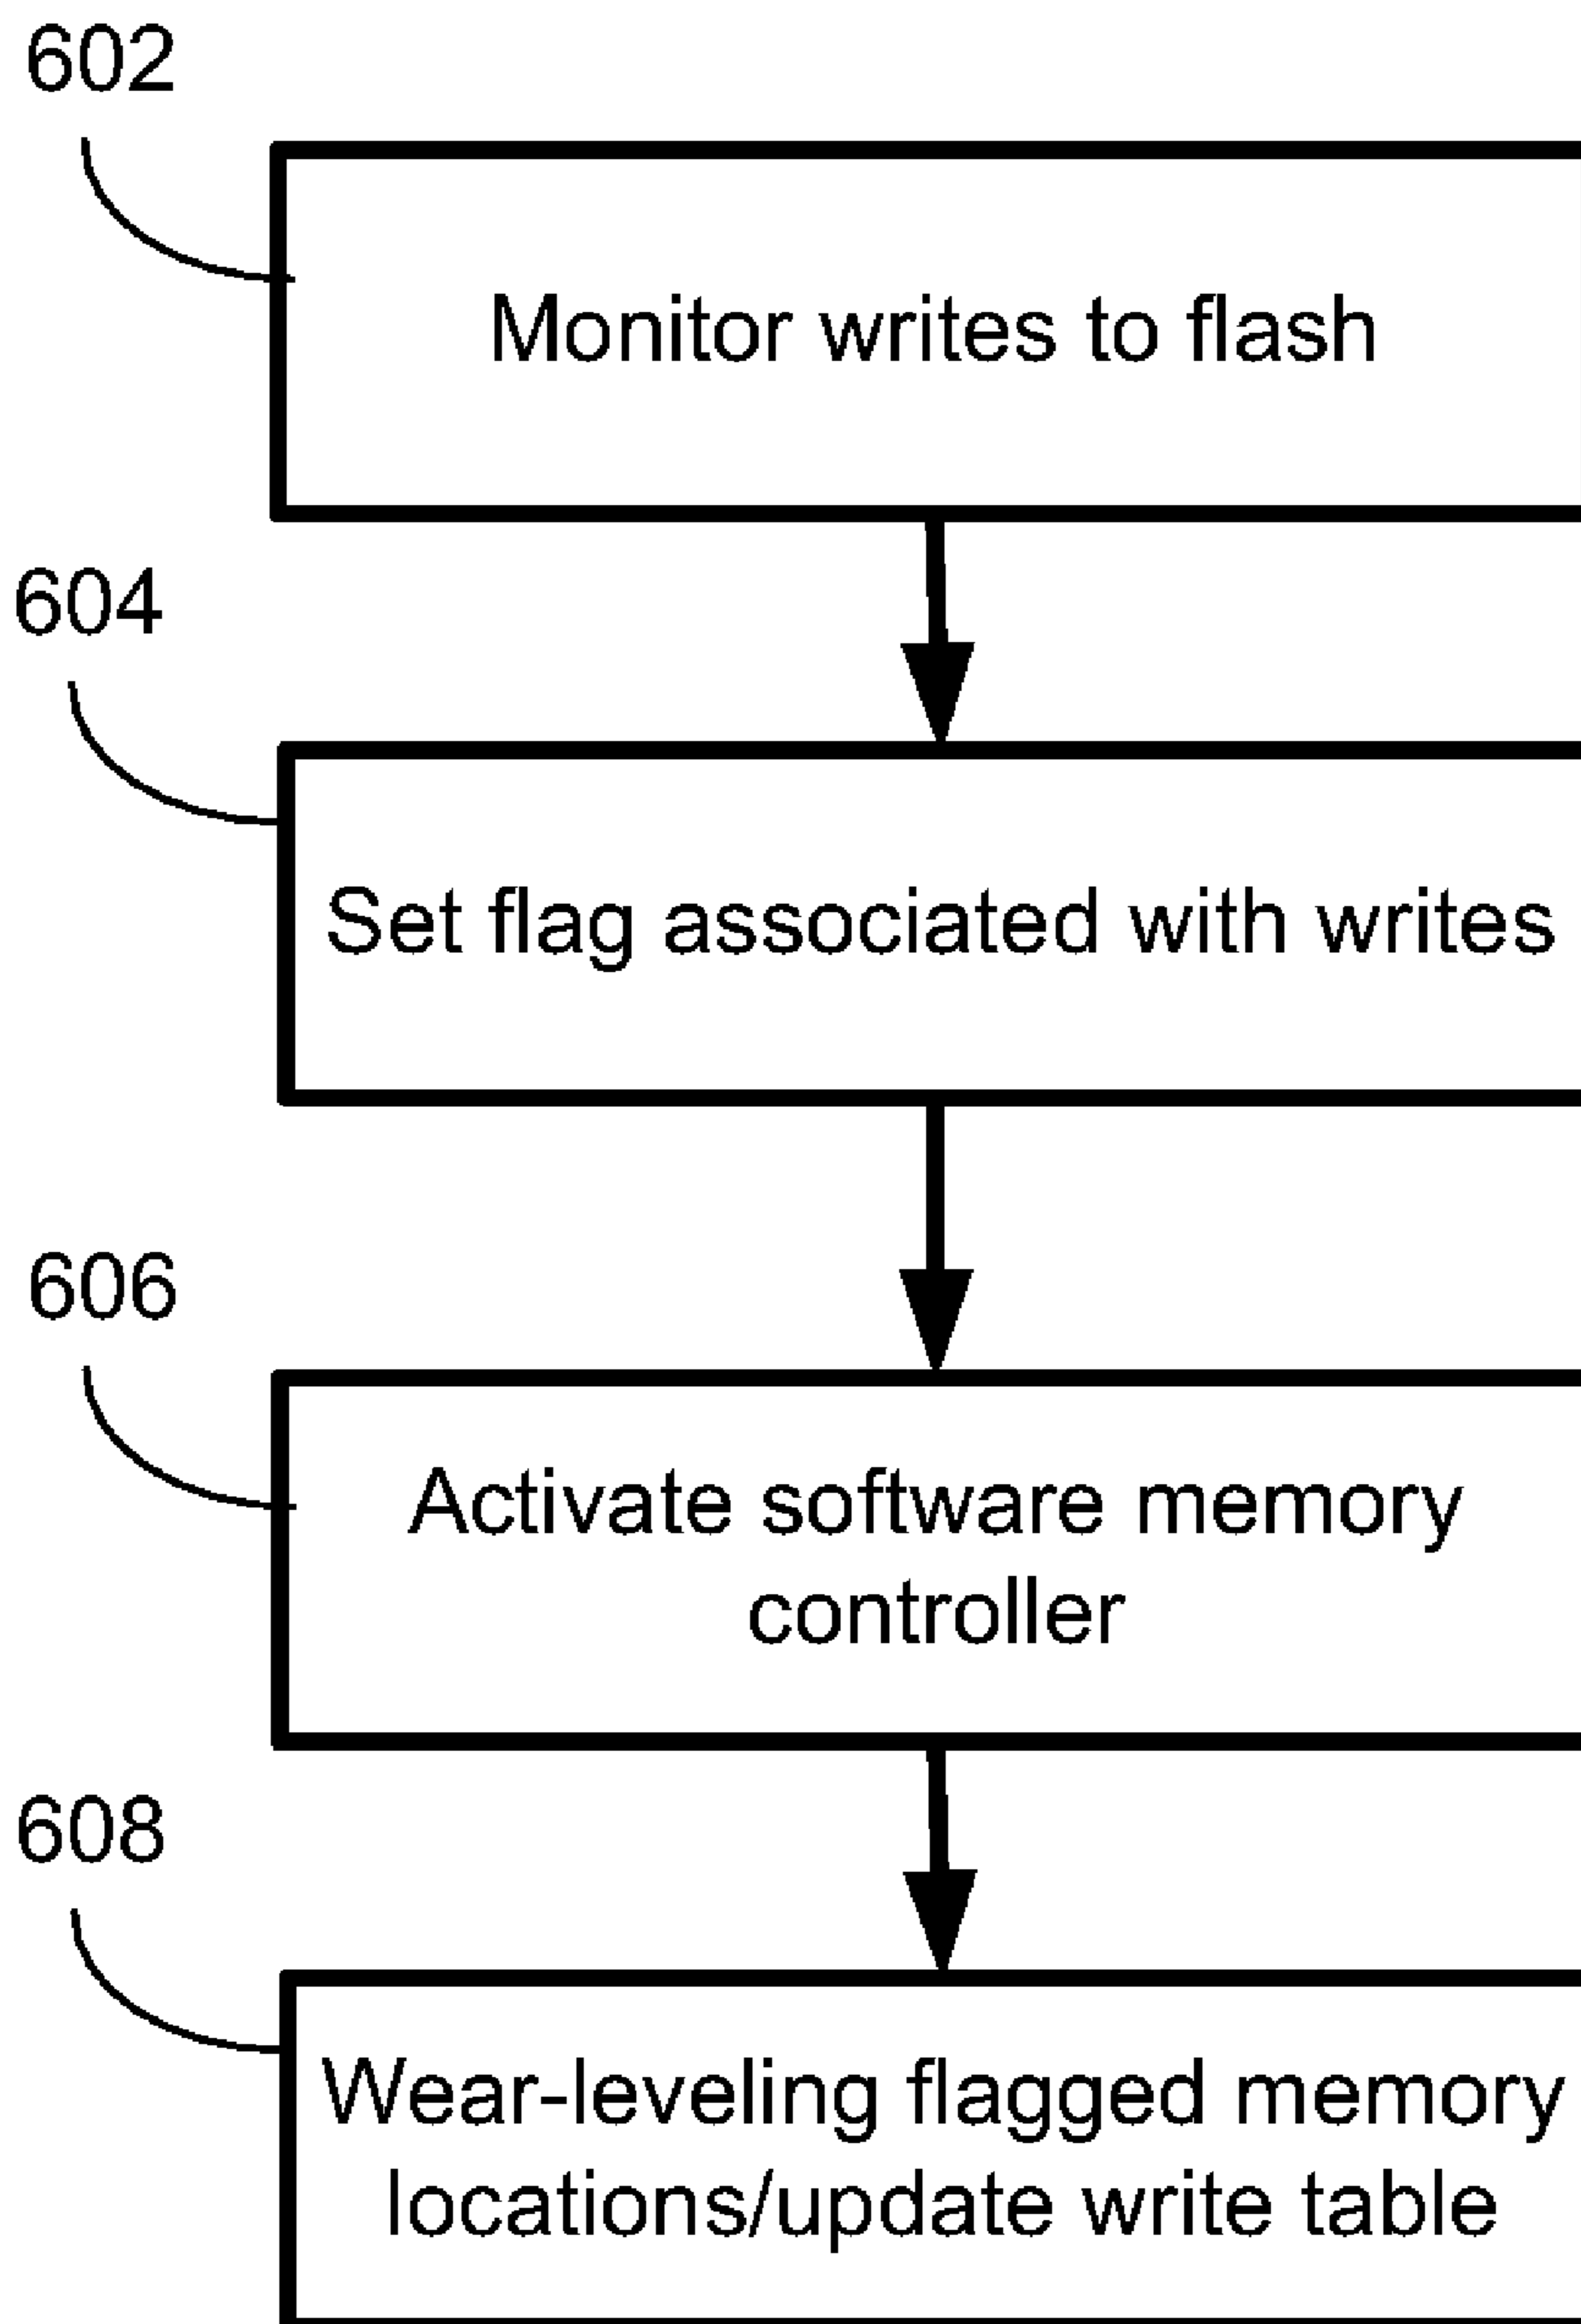 602
Monitor writes to flash
604
Set flag associated with writes
606
Activate software memory
controller
608
Wear-leveling flagged memory
locations/update write table